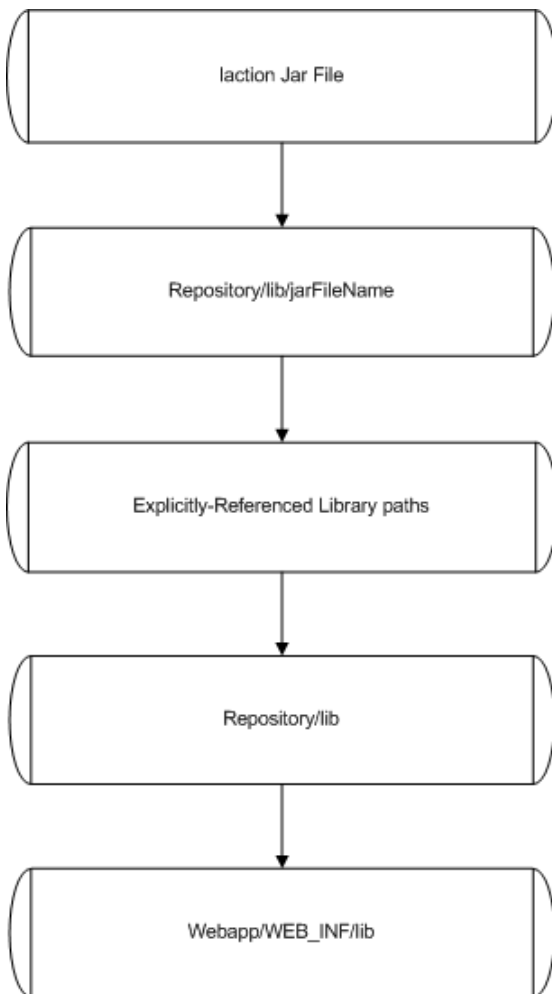 Iaction Jar File
Repository/lib/jarFileName
Explicitly-Referenced Library paths
Repository/lib
Webapp/WEB_INF/lib